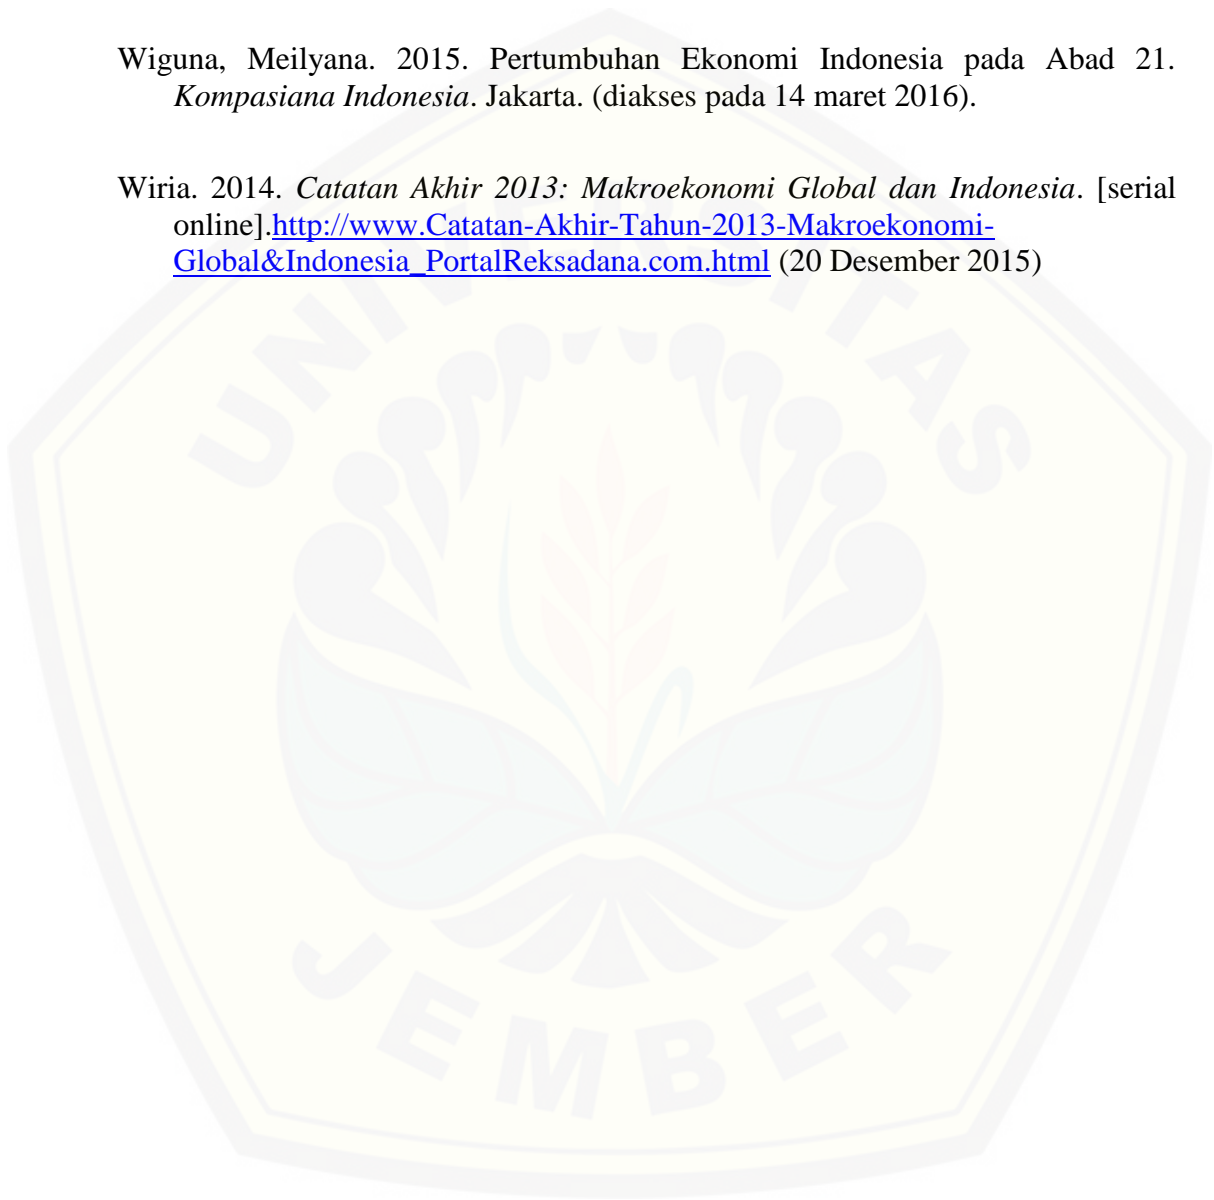 Wiguna, Meilyana. 2015. Pertumbuhan Ekonomi Indonesia pada Abad 21.
Kompasiana Indonesia. Jakarta. (diakses pada 14 maret 2016).
Wiria. 2014. Catatan Akhir 2013: Makroekonomi Global dan Indonesia. [serial
online].http://www.Catatan-Akhir-Tahun-2013-Makroekonomi-
Global&Indonesia_PortalReksadana.com.html (20 Desember 2015)
UNIVERSITAS
JEMBER